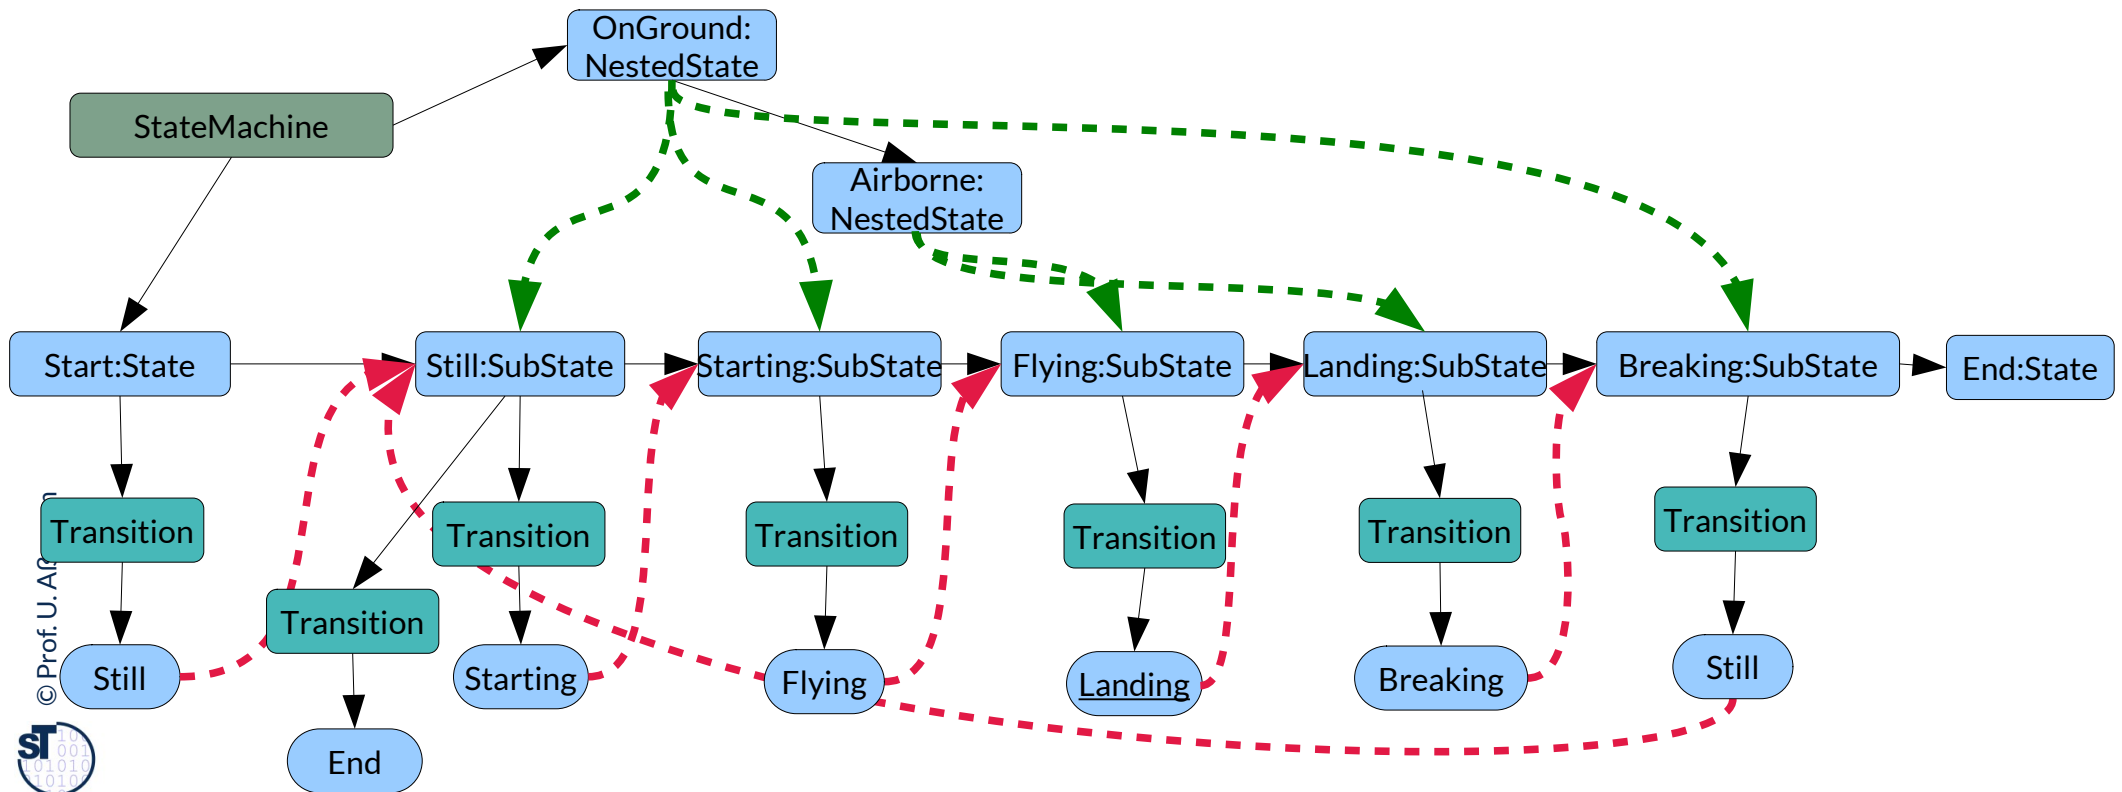 OnGround:
NestedState
StateMachine
Airborne:
NestedState
Start:State
Still:SubState
Starting:SubState
Flying:SubState
Landing:SubState
Breaking:SubState
End:State
Transition
Transition
Transition
Transition
Transition
Transition
Transition
Still
Starting
Flying
Landing
Breaking
Still
End
© Prof. U.
ST